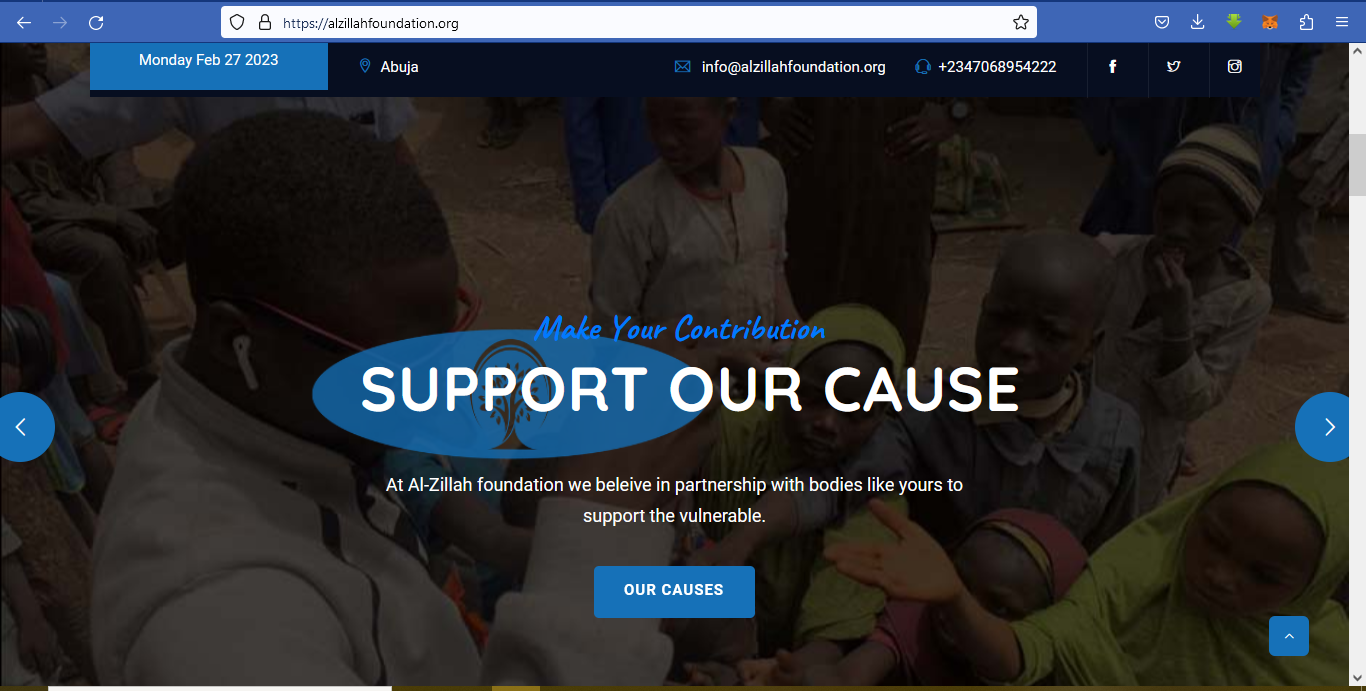 https://alzillahfoundation.org
Monday Feb 27 2023
Abuja
info@alzillahfoundation.org
+2347068954222
Make Your Contribution
SUPPORT OUR CAUSE
At Al-Zillah foundation we beleive in partnership with bodies like yours to
support the vulnerable.
OUR CAUSES